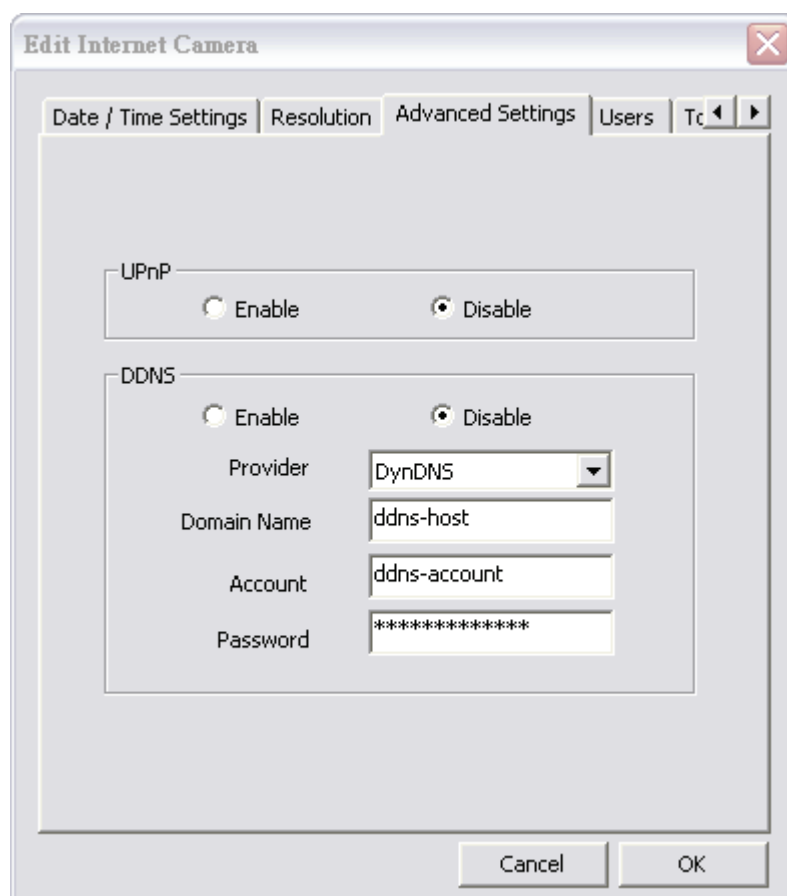 Edit Internet Camera
Date / Time Settings Resolution Advanced Settings Users
UPnP
Enable Disable
DDNS
Enable Disable
Provider DynDNS
Domain Name ddns-host
Account ddns-account
Password *************
Cancel OK